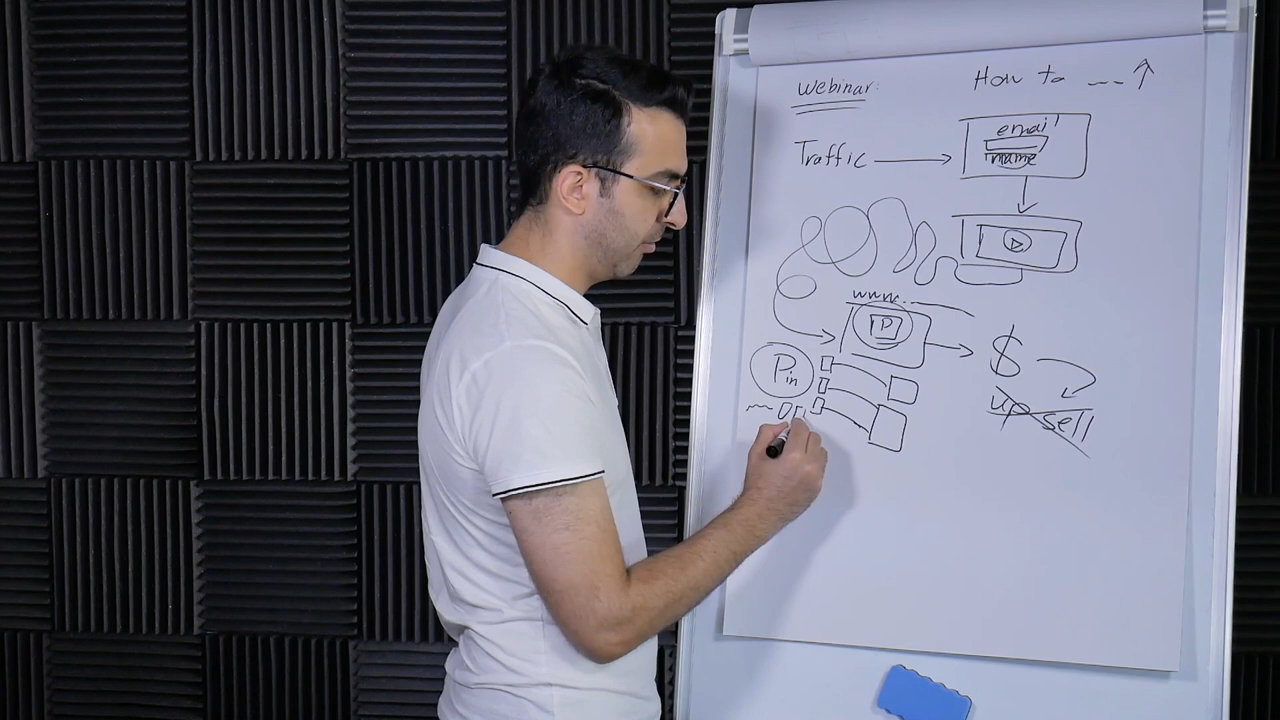 Webinar:
How to --- ↑
Traffic
email
name
www.
P
$
Pin
up sell